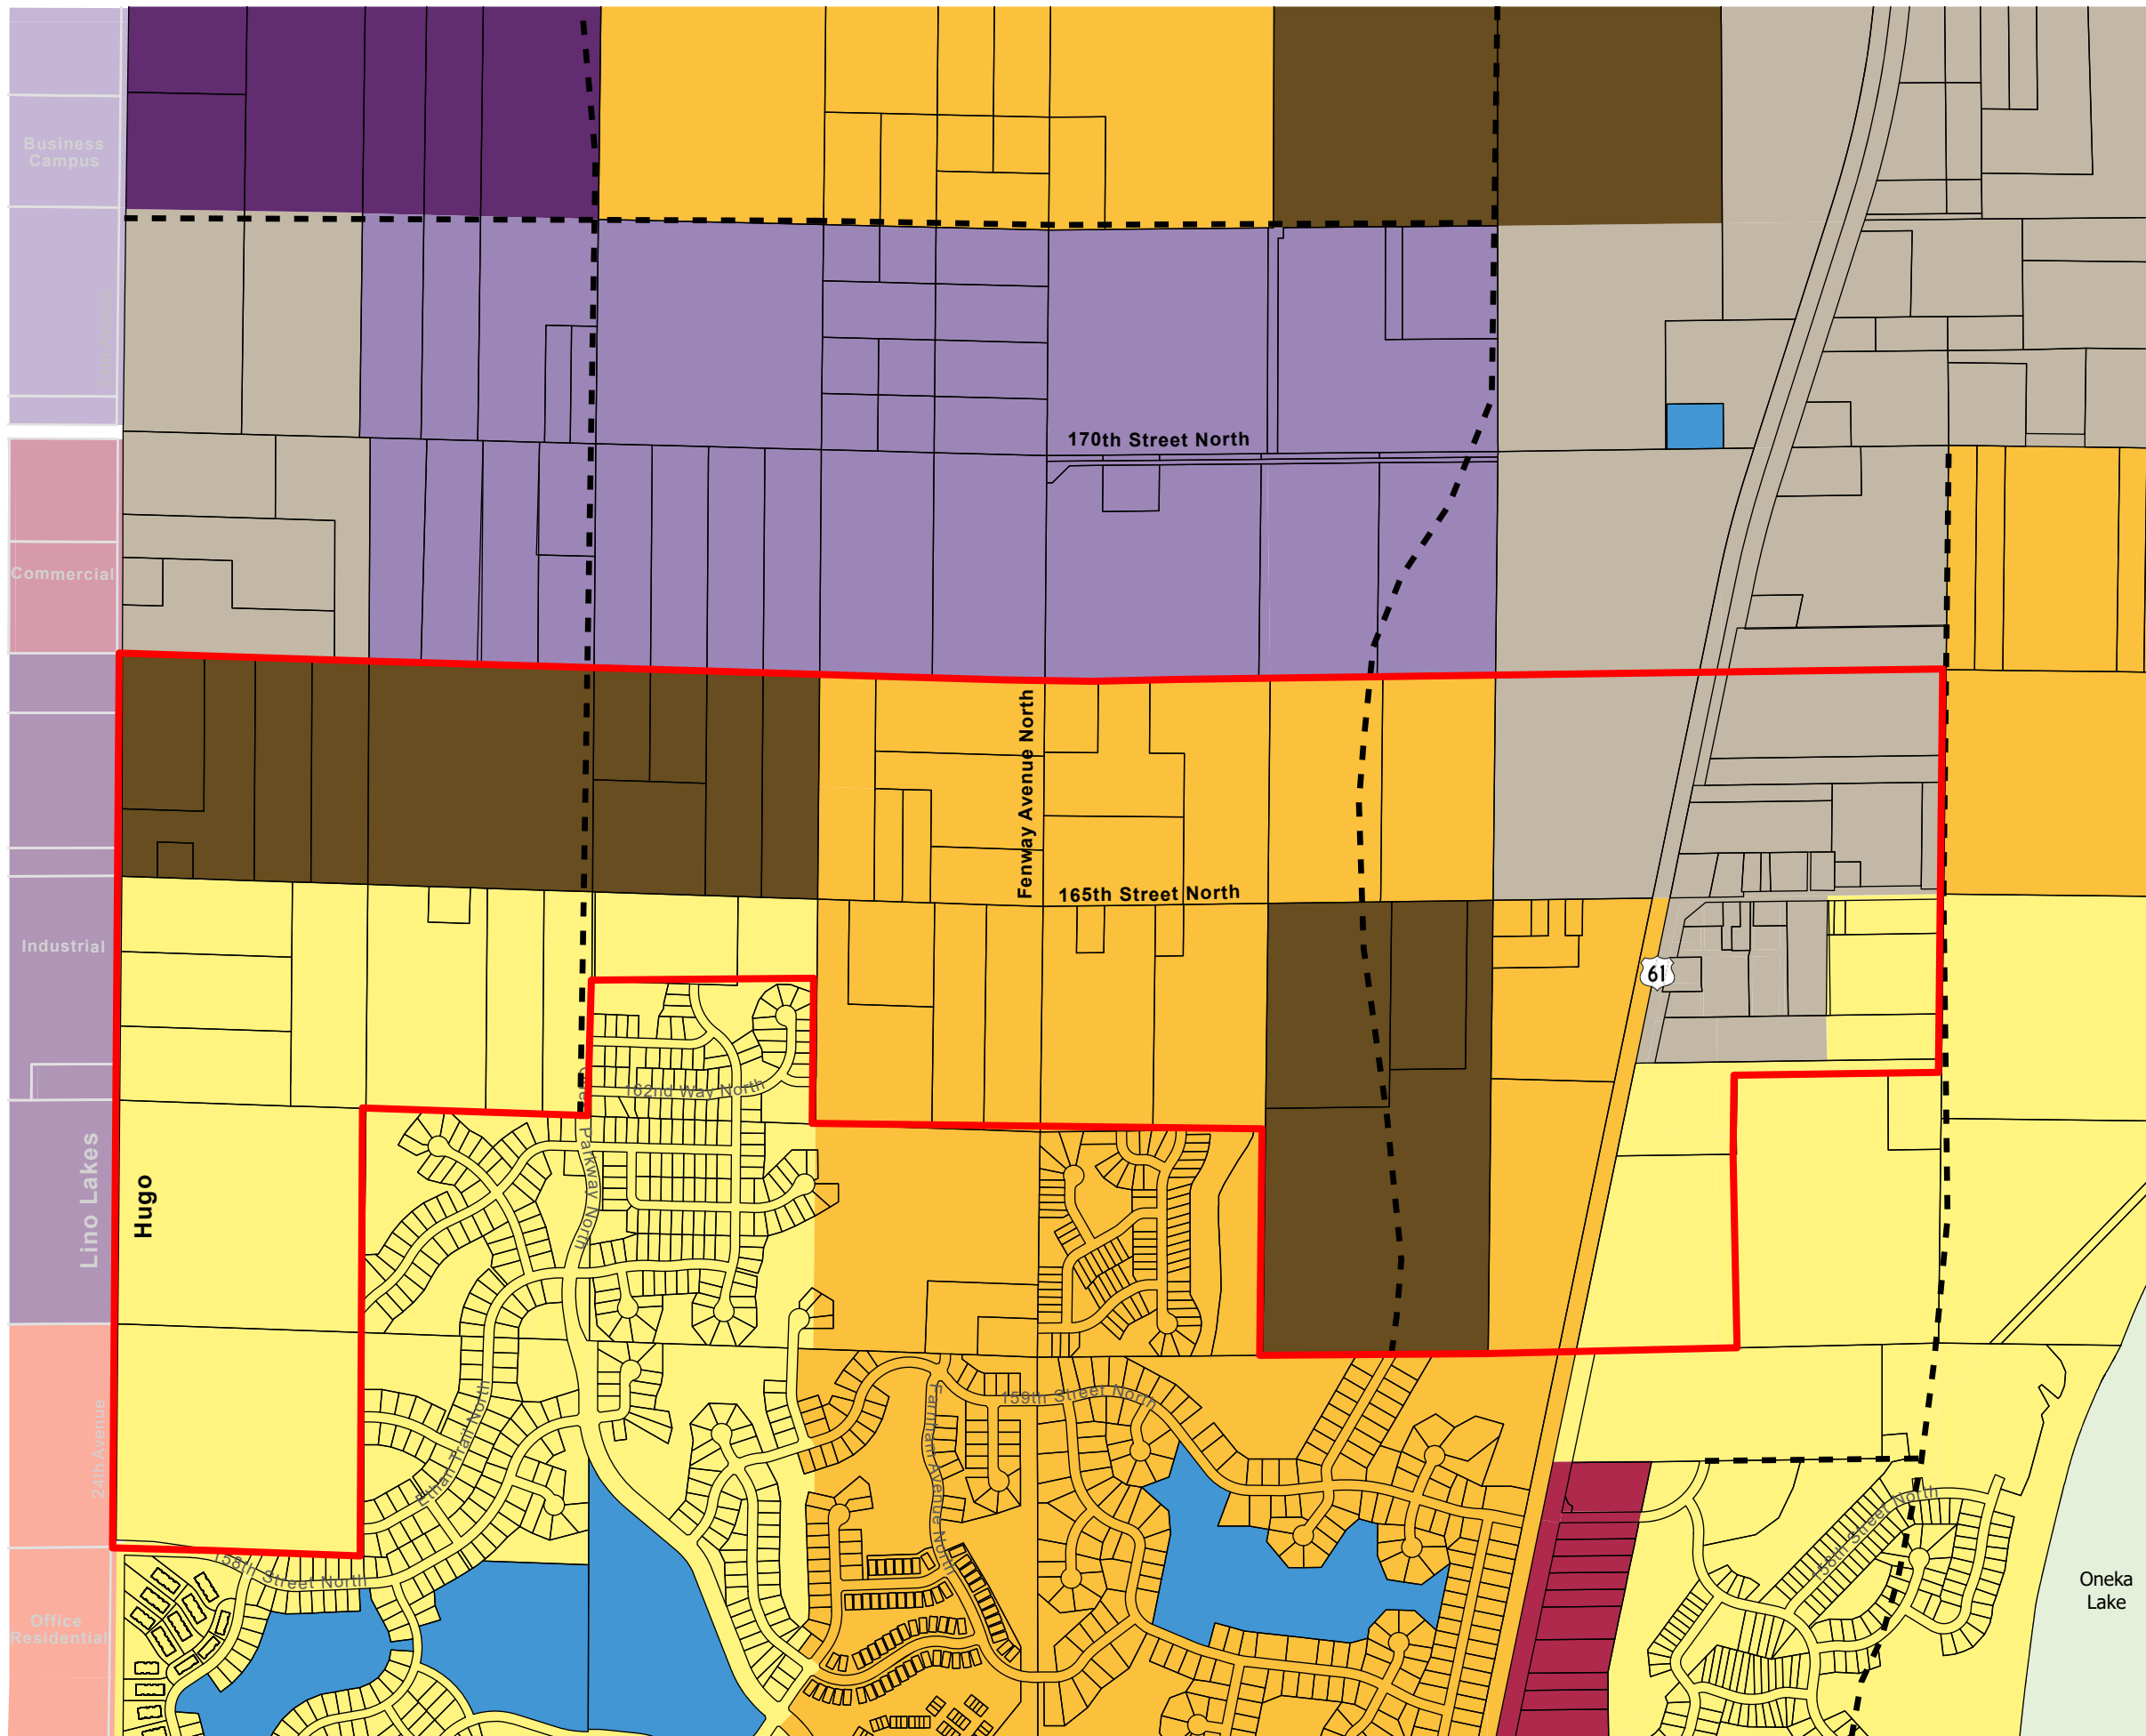 Business
Campus
170th Street North
Commercial
Fenway Avenue North
165th Street North
Industrial
61
162nd Way North
Parkway North
Lino Lakes
Hugo
159th Street North
Farnham Avenue North
Ethan Trail North
24th Avenue
158th Street North
158th Street North
Oneka
Lake
Office
Residential